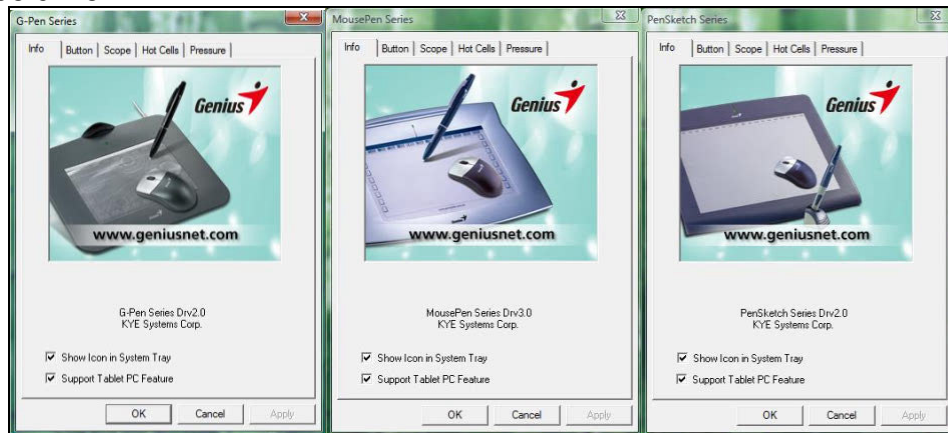 G-Pen Series
Info Button Scope Hot Cells Pressure
Genius
www.geniusnet.com
G-Pen Series Drv2.0
KYE Systems Corp.
Show Icon in System Tray
Support Tablet PC Feature
OK Cancel Apply
MousePen Series
Info Button Scope Hot Cells Pressure
Genius
www.geniusnet.com
MousePen Series Drv3.0
KYE Systems Corp.
Show Icon in System Tray
Support Tablet PC Feature
OK Cancel Apply
PenSketch Series
Info Button Scope Hot Cells Pressure
Genius
www.geniusnet.com
PenSketch Series Drv2.0
KYE Systems Corp.
Show Icon in System Tray
Support Tablet PC Feature
OK Cancel Apply